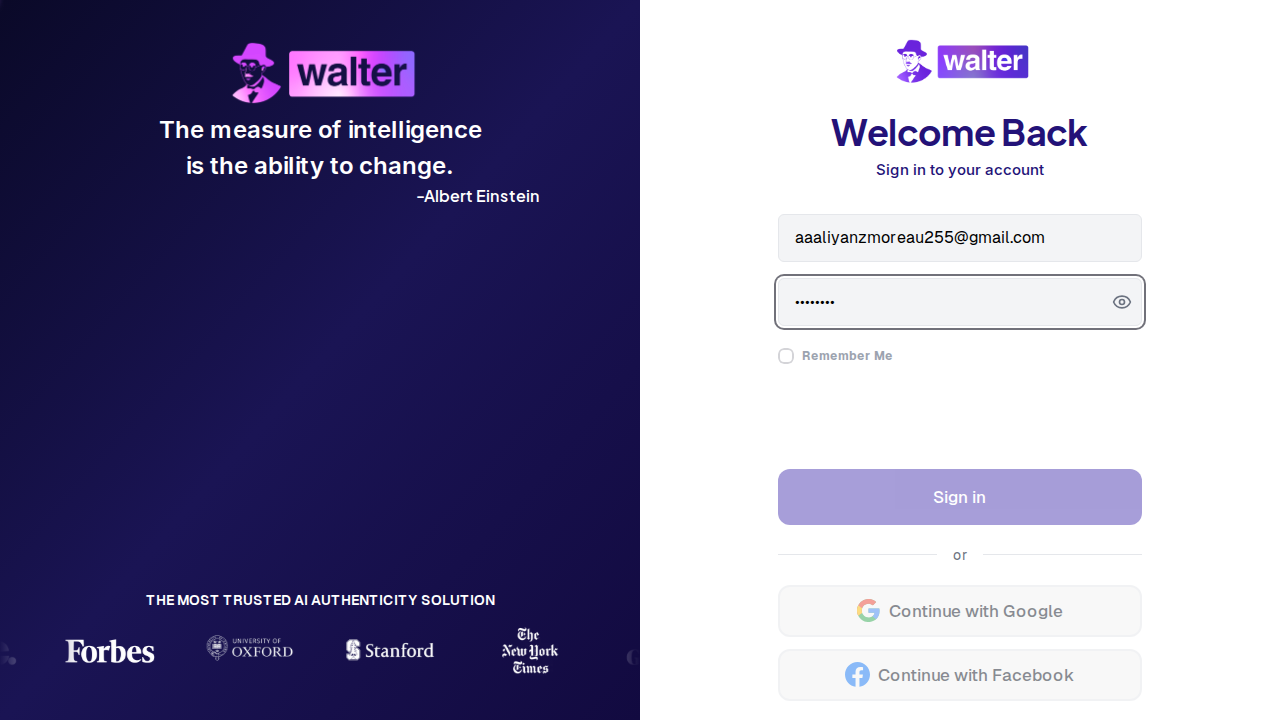 walter
The measure of intelligence
is the ability to change.
-Albert Einstein
THE MOST TRUSTED AI AUTHENTICITY SOLUTION
Forbes
UNIVERSITY OF
OXFORD
Stanford
The
New York
Times
walter
Welcome Back
Sign in to your account
aaaliyanzmoreau255@gmail.com
••••••••
Remember Me
Sign in
or
Continue with Google
Continue with Facebook